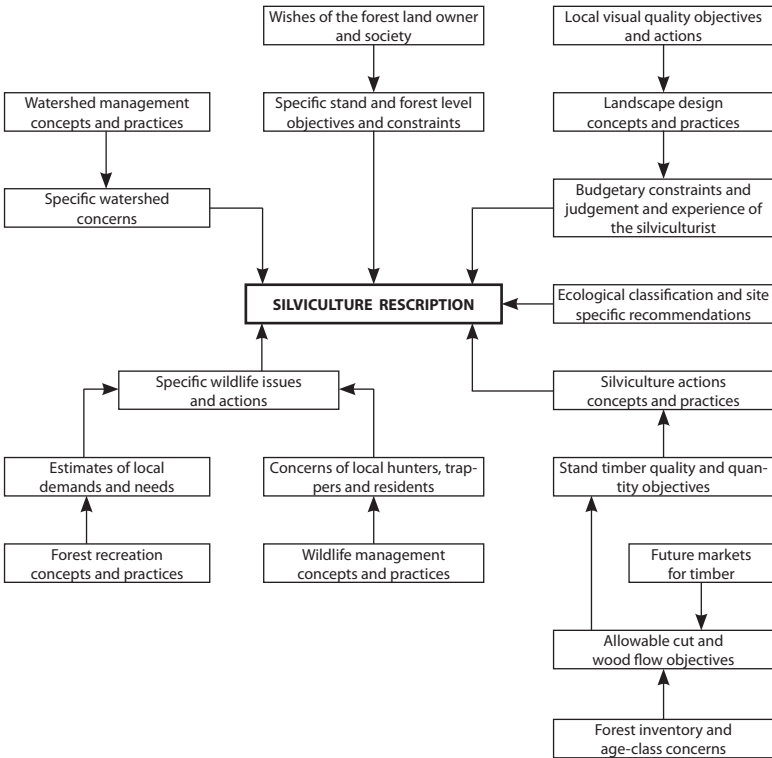 Wishes of the forest land owner
and society
Local visual quality objectives
and actions
Watershed management
concepts and practices
Specific stand and forest level
objectives and constraints
Landscape design
concepts and practices
Specific watershed
concerns
Budgetary constraints and
judgement and experience of
the silviculturist
SILVICULTURE RESCRIPTION
Ecological classification and site
specific recommendations
Specific wildlife issues
and actions
Silviculture actions
concepts and practices
Estimates of local
demands and needs
Concerns of local hunters, trap-
pers and residents
Stand timber quality and quan-
tity objectives
Forest recreation
concepts and practices
Wildlife management
concepts and practices
Future markets
for timber
Allowable cut and
wood flow objectives
Forest inventory and
age-class concerns